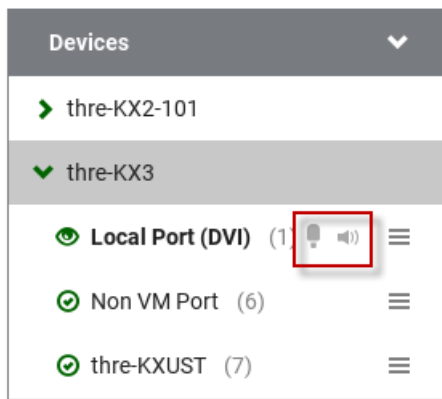 Devices
thre-KX2-101
thre-KX3
Local Port (DVI) (1)
Non VM Port (6)
thre-KXUST (7)